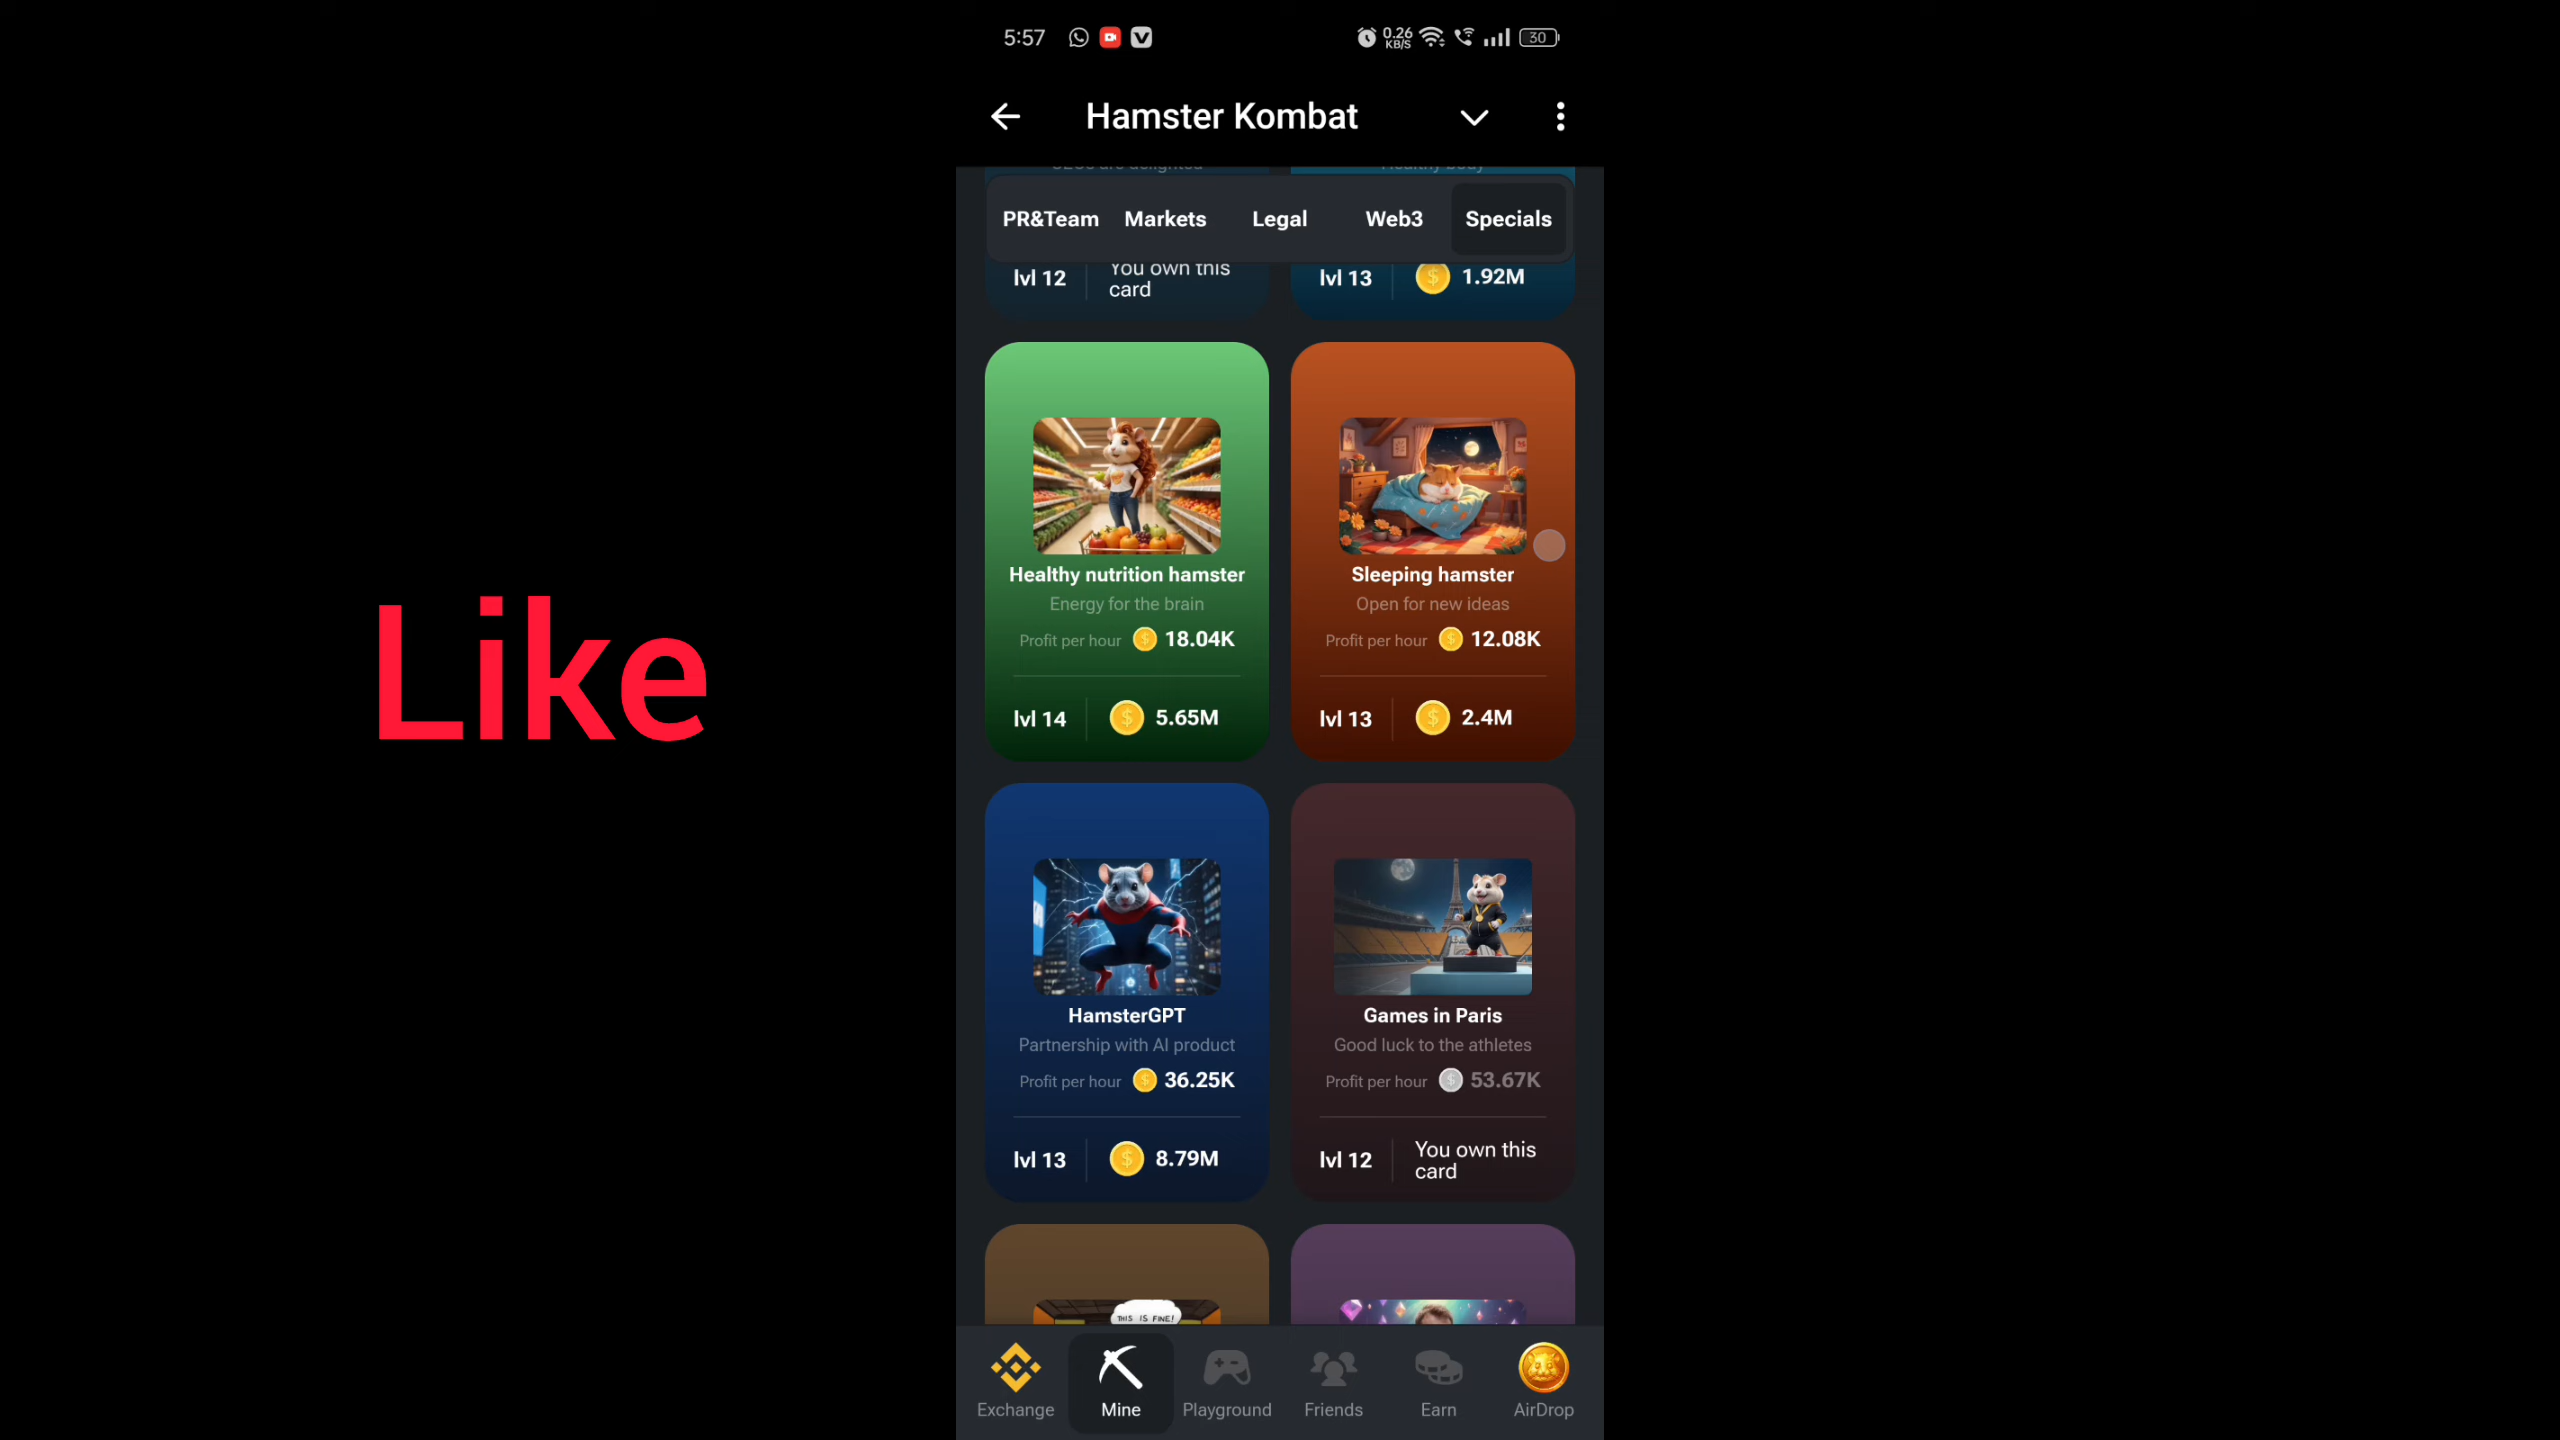 5:57
0.26
KB/S
30
Hamster Kombat
PR&Team Markets Legal Web3 Specials
lvl 12 You own this
card
lvl 13 1.92M
Like
Healthy nutrition hamster
Energy for the brain
Profit per hour 18.04K
lvl 14 5.65M
Sleeping hamster
Open for new ideas
Profit per hour 12.08K
lvl 13 2.4M
HamsterGPT
Partnership with AI product
Profit per hour 36.25K
lvl 13 8.79M
Games in Paris
Good luck to the athletes
Profit per hour 53.67K
lvl 12 You own this
card
THIS IS FINE!
Exchange Mine Playground Friends Earn AirDrop